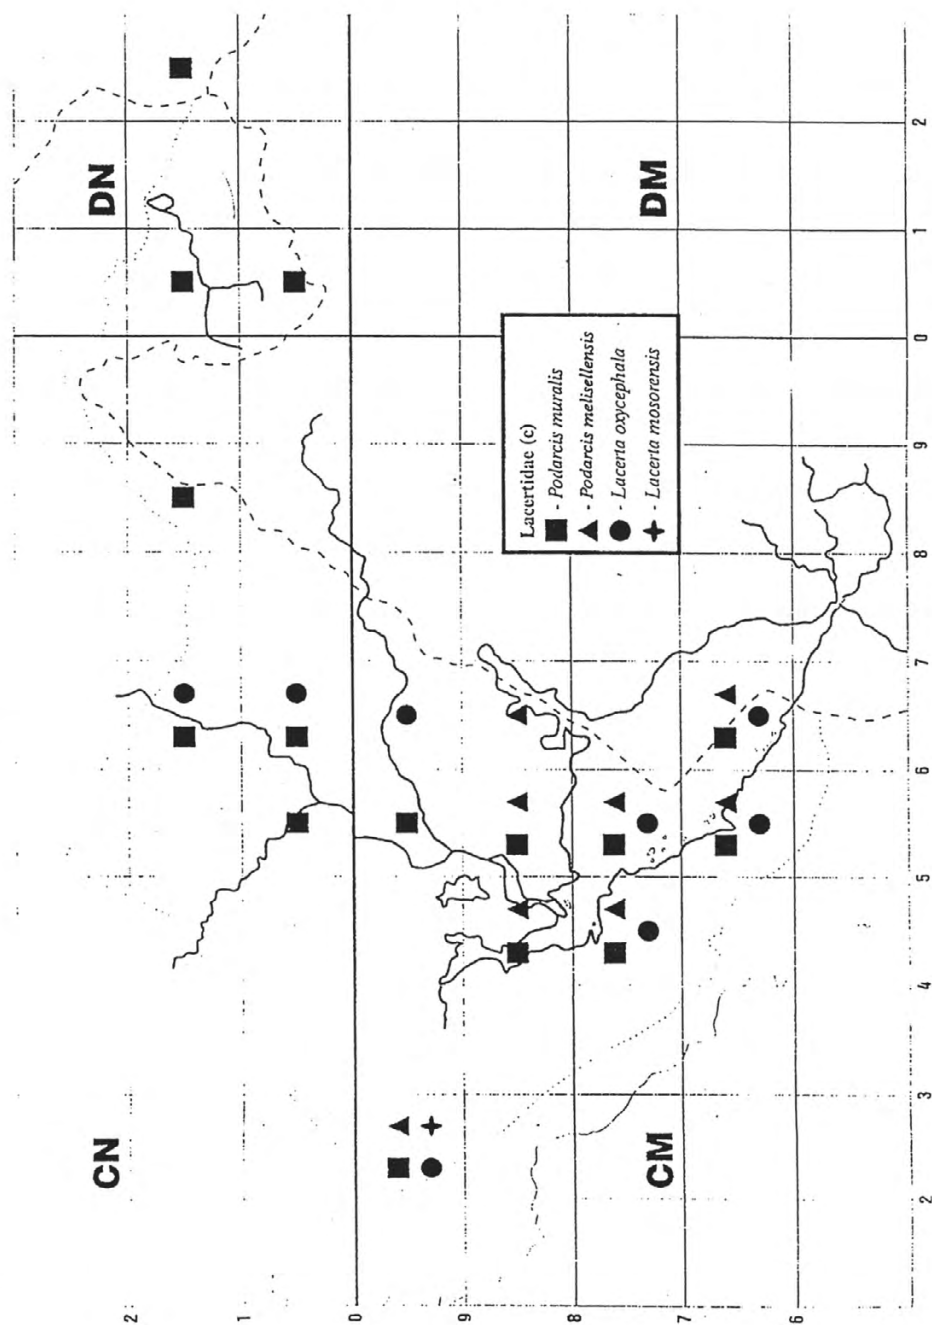 CN
DN
2
1
0
9
8
7
6
CM
DM
Lacertidae (c)
■ - Podarcis muralis
▲ - Podarcis melisellensis
● - Lacerta oxycephala
✦ - Lacerta mosorensis
2
3
4
5
6
7
8
9
0
1
2